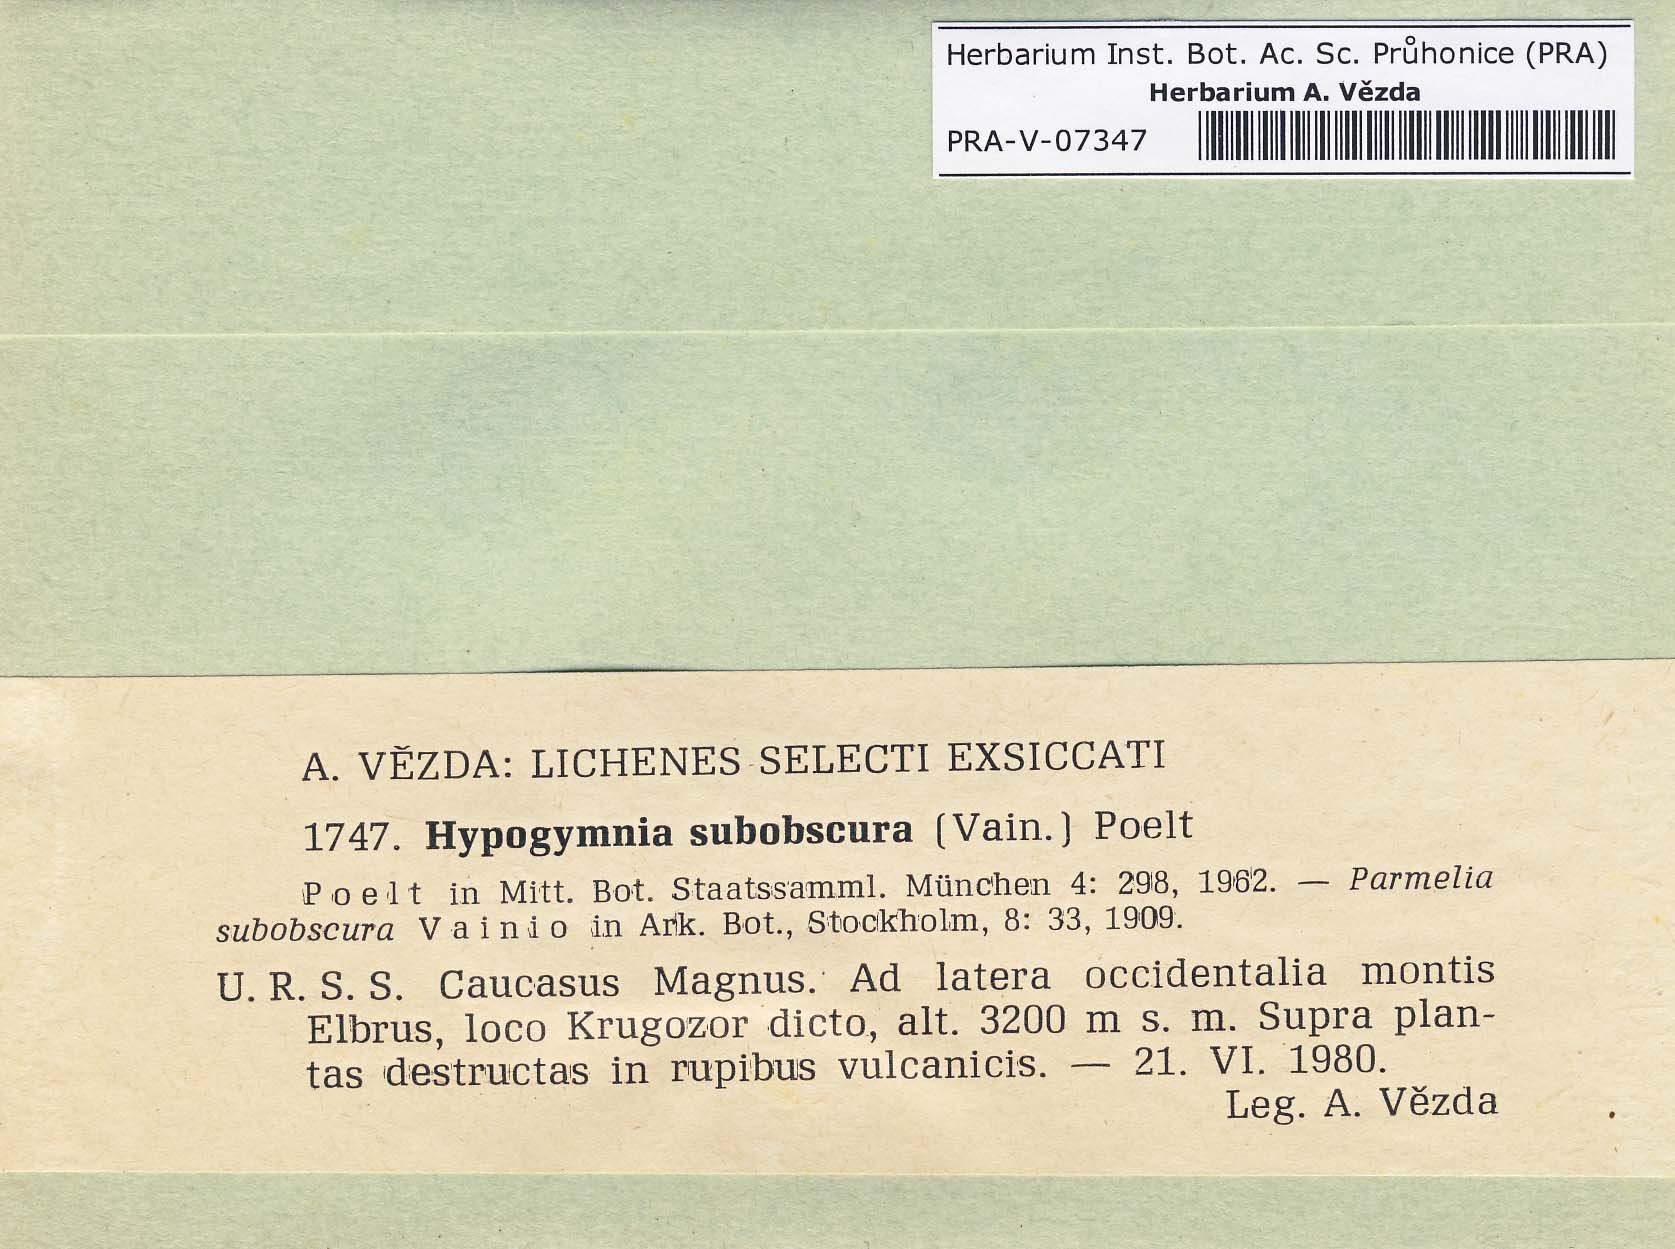 Herbarium Inst. Bot. Ac. Sc. Průhonice (PRA)
Herbarium A. Vězda
PRA-V-07347
A. VĚZDA: LICHENES SELECTI EXSICCATI
1747. Hypogymnia subobscura (Vain.) Poelt
Poelt in Mitt. Bot. Staatssamml. München 4: 298, 1962. — Parmelia
subobscura Vainio in Ark. Bot., Stockholm, 8: 33, 1909.
U. R. S. S. Caucasus Magnus. Ad latera occidentalia montis
Elbrus, loco Krugozor dicto, alt. 3200 m s. m. Supra plan-
tas destructas in rupibus vulcanicis. — 21. VI. 1980.
Leg. A. Vězda